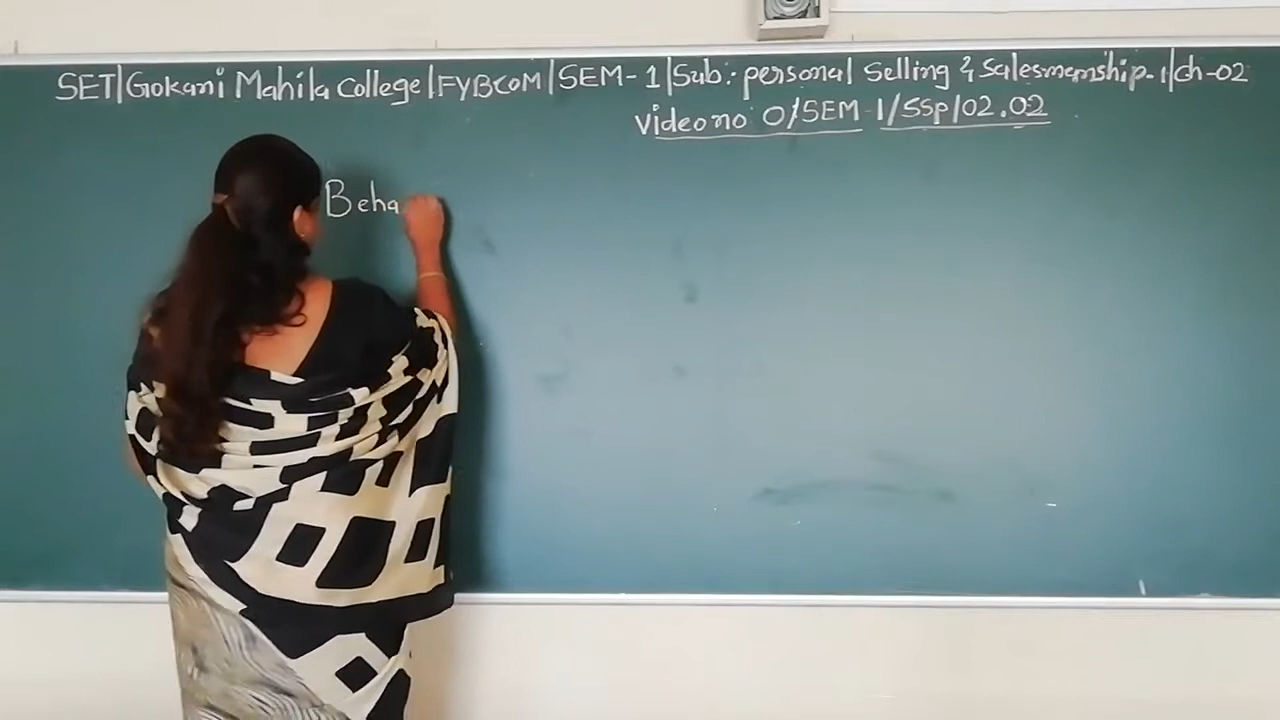 SET|Gokani Mahila College|FYBCOM|SEM-1|Sub: personal Selling & Salesmanship-1|ch-02
video no 0/SEM-1/SSp/02.02
Beha